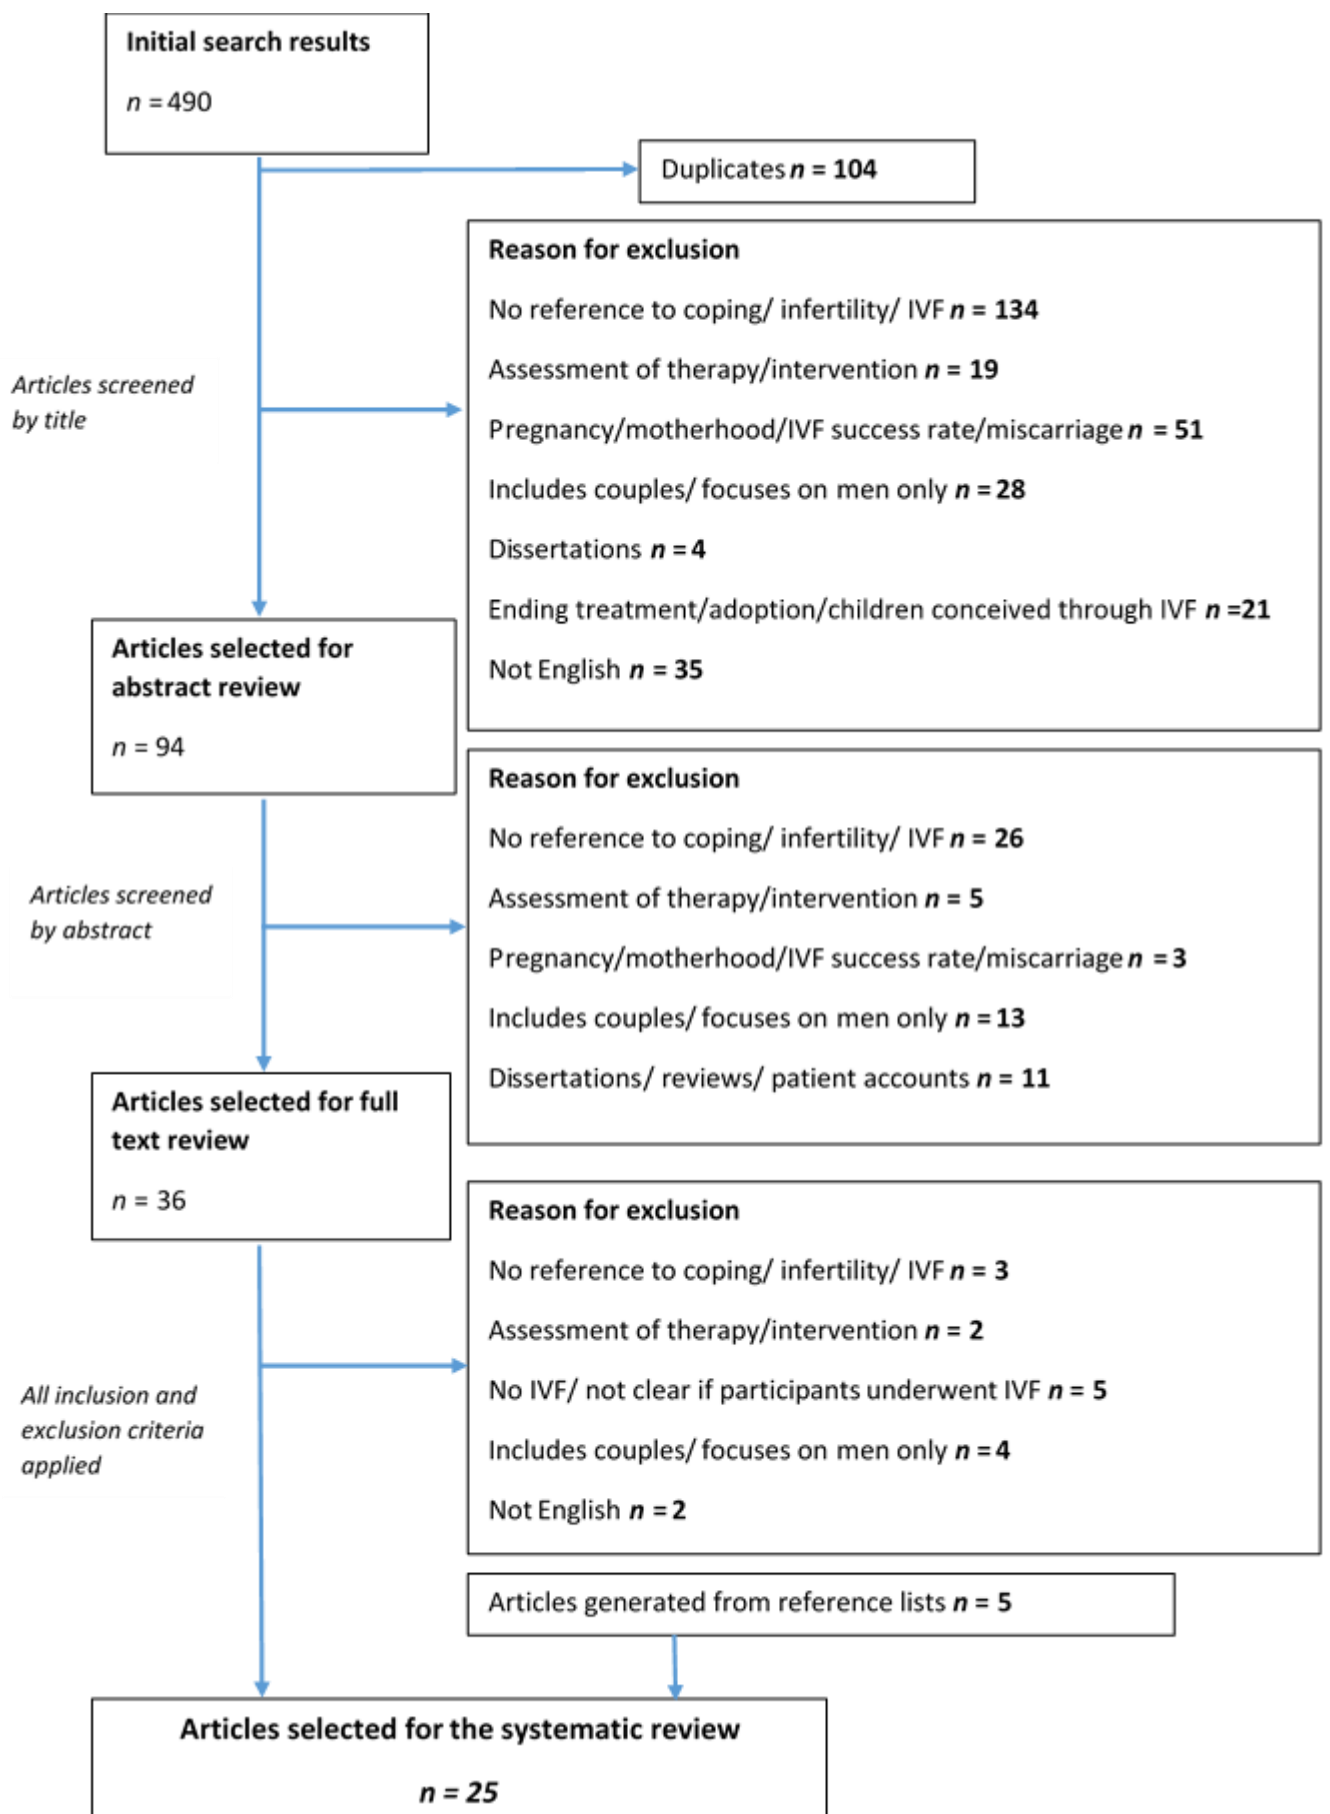 Initial search results
n = 490
Duplicates n = 104
Reason for exclusion
No reference to coping/ infertility/ IVF n = 134
Assessment of therapy/intervention n = 19
Pregnancy/motherhood/IVF success rate/miscarriage n = 51
Includes couples/ focuses on men only n = 28
Dissertations n = 4
Ending treatment/adoption/children conceived through IVF n =21
Not English n = 35
Articles screened
by title
Articles selected for
abstract review
n = 94
Reason for exclusion
No reference to coping/ infertility/ IVF n = 26
Assessment of therapy/intervention n = 5
Pregnancy/motherhood/IVF success rate/miscarriage n = 3
Includes couples/ focuses on men only n = 13
Dissertations/ reviews/ patient accounts n = 11
Articles screened
by abstract
Articles selected for full
text review
n = 36
Reason for exclusion
No reference to coping/ infertility/ IVF n = 3
Assessment of therapy/intervention n = 2
No IVF/ not clear if participants underwent IVF n = 5
Includes couples/ focuses on men only n = 4
Not English n = 2
All inclusion and
exclusion criteria
applied
Articles generated from reference lists n = 5
Articles selected for the systematic review
n = 25